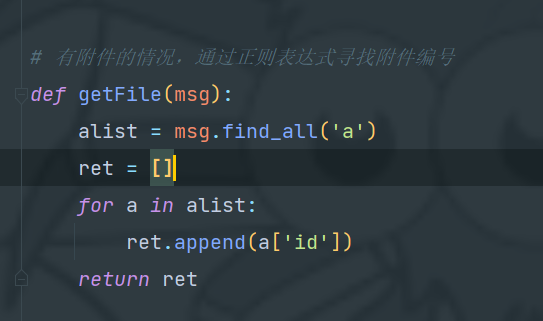 # 有附件的情况，通过正则表达式寻找附件编号
def getFile(msg):
    alist = msg.find_all('a')
    ret = []
    for a in alist:
        ret.append(a['id'])
    return ret